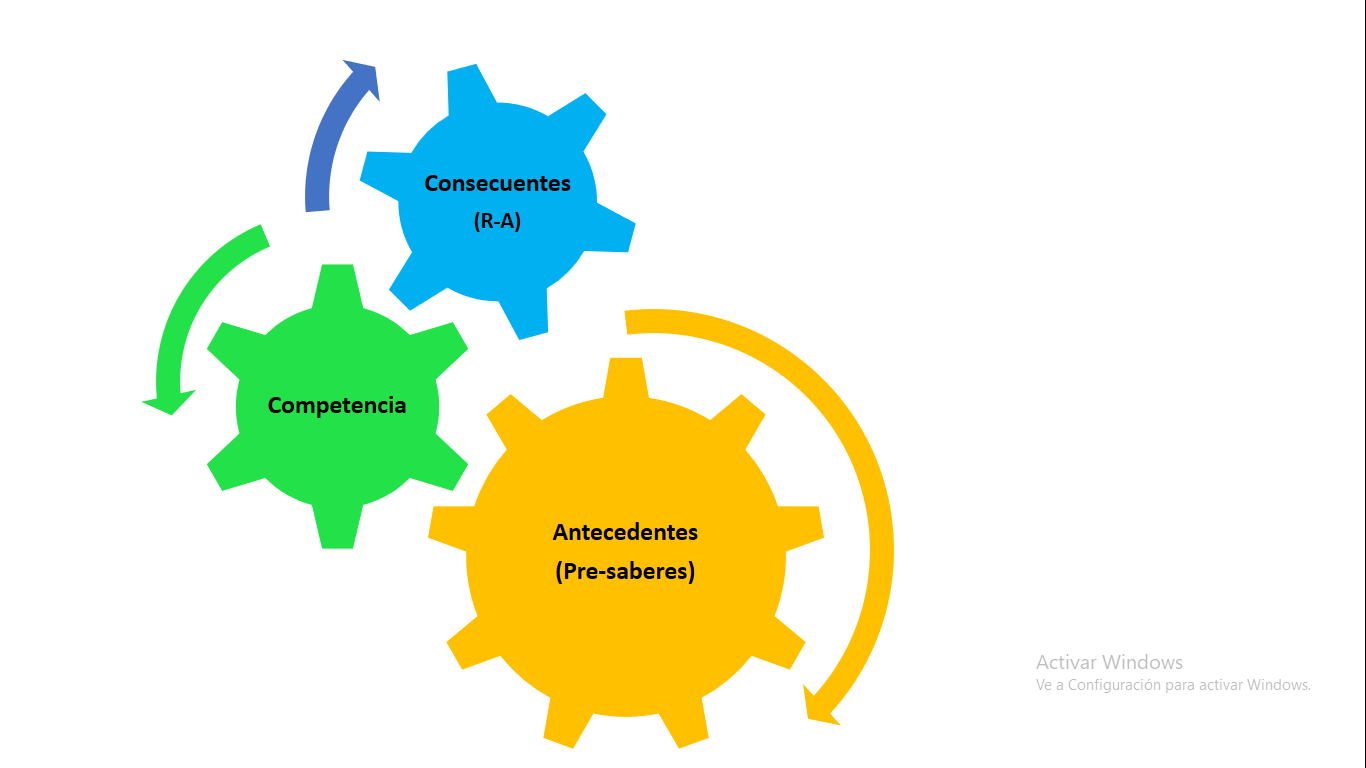 Consecuentes
(R-A)
Competencia
Antecedentes
(Pre-saberes)
Activar Windows
Ve a Configuración para activar Windows.